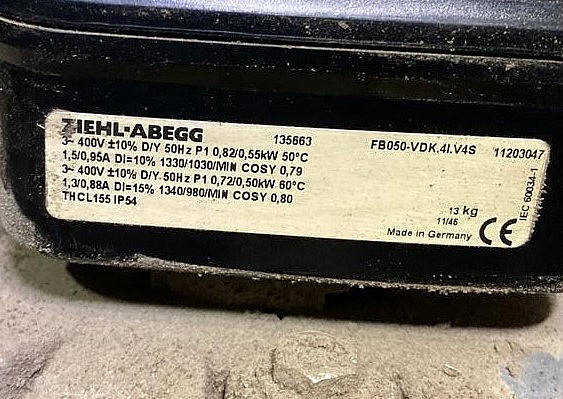 ZIEHL-ABEGG 135663 FB050-VDK.4I.V4S 11203047
3~ 400V ±10% D/Y 50Hz P1 0,82/0,55kW 50°C
1,5/0,95A DI=10% 1330/1030/MIN COSY 0,79
3~ 400V ±10% D/Y 50Hz P1 0,72/0,50kW 60°C
1,3/0,88A DI=15% 1340/980/MIN COSY 0,80
THCL155 IP54
13 kg
11/46
Made in Germany CE
IEC 60034-1